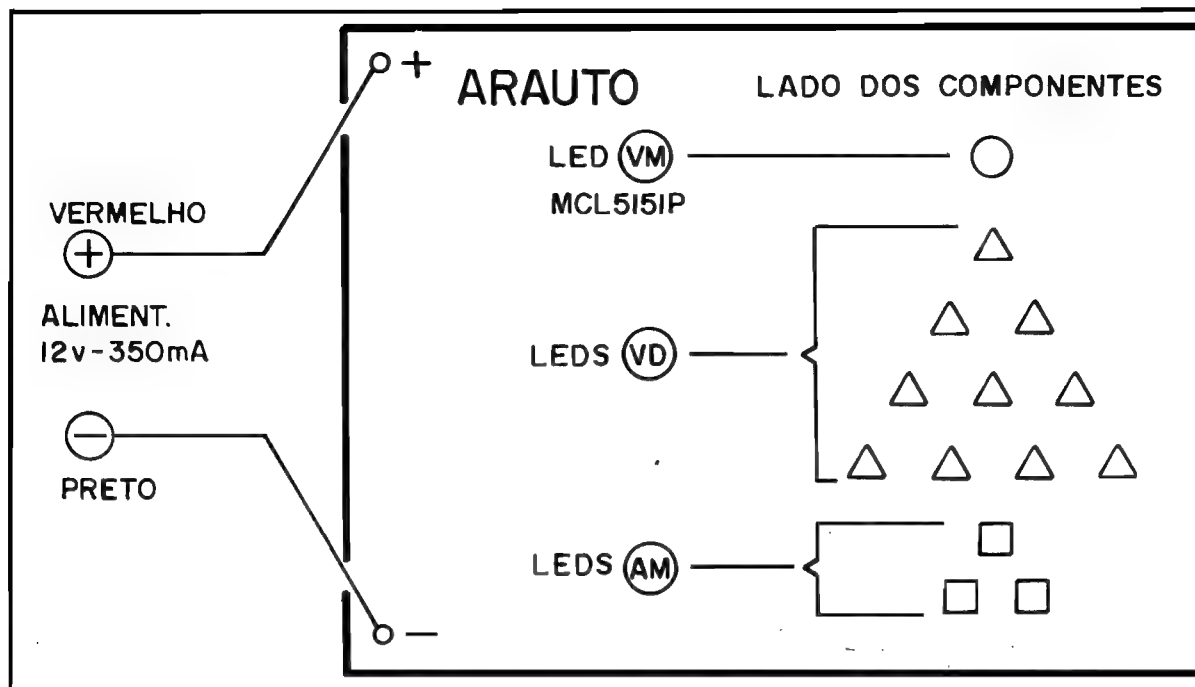 +
ARAUTO
LADO DOS COMPONENTES
LED VM
MCL5151P
VERMELHO
+
ALIMENT.
12v-350mA
LEDS VD
−
PRETO
LEDS AM
−